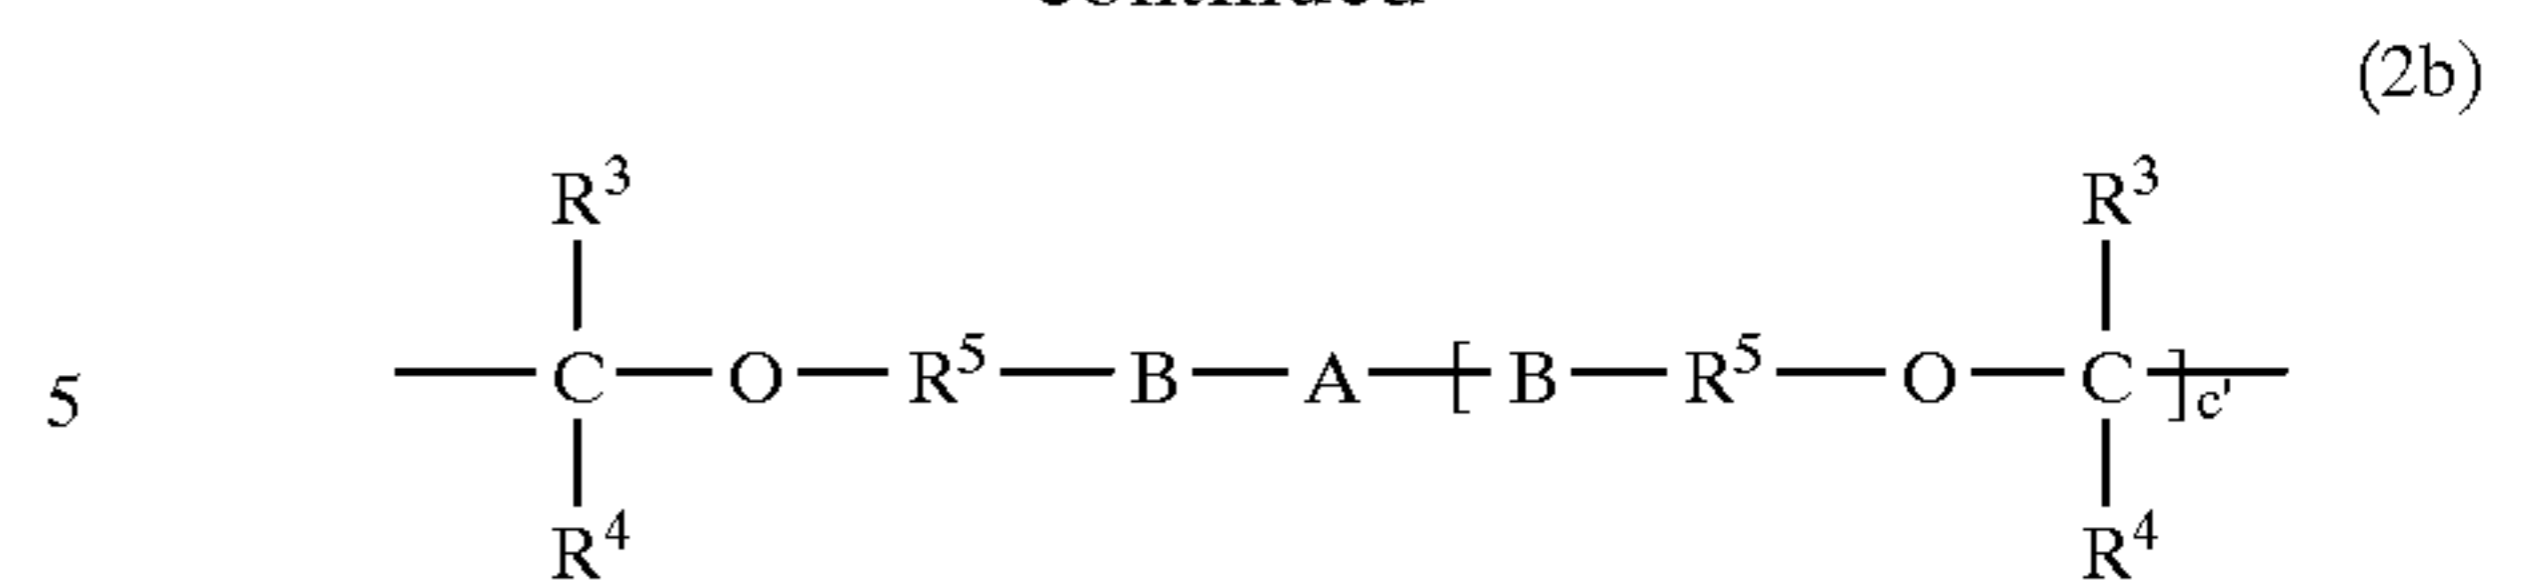 (2b)
R³ R³
5 —C—O—R⁵—B—A—[B—R⁵—O—C]c'—
R⁴ R⁴